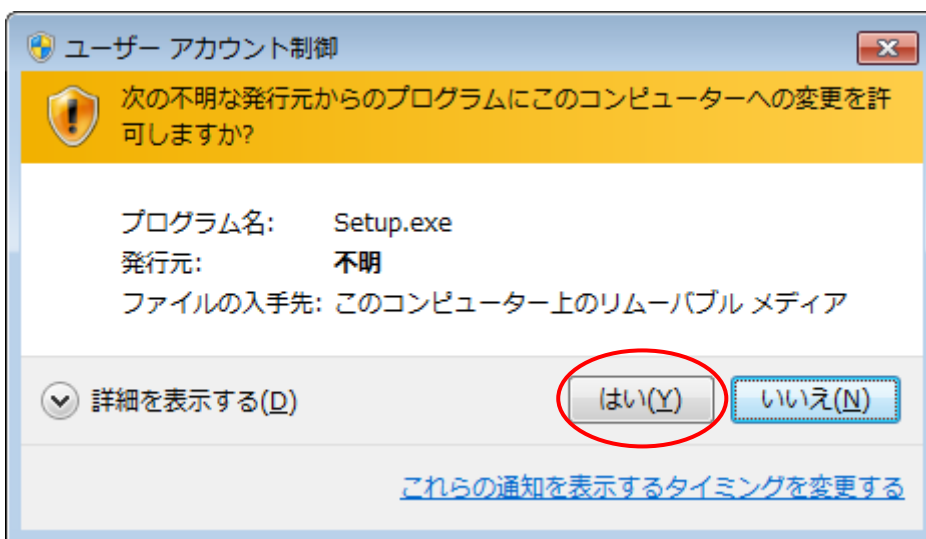 ユーザー アカウント制御
次の不明な発行元からのプログラムにこのコンピューターへの変更を許
可しますか?
プログラム名: Setup.exe
発行元: 不明
ファイルの入手先: このコンピューター上のリムーバブル メディア
詳細を表示する(D) はい(Y) いいえ(N)
これらの通知を表示するタイミングを変更する